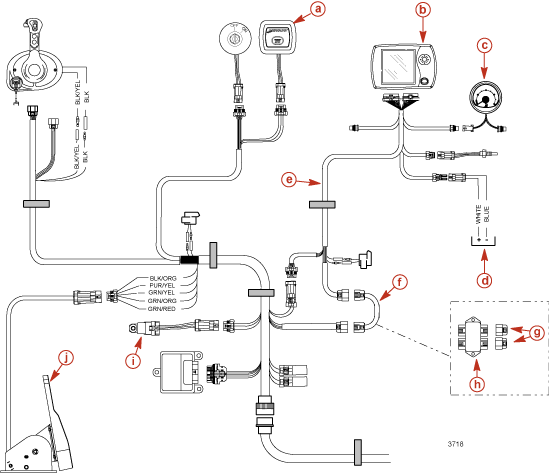 a
b
c
BLK/YEL
BLK
BLK/YEL
BLK
e
WHITE
BLUE
+
-
d
BLK/ORG
PUR/YEL
GRN/YEL
GRN/ORG
GRN/RED
f
g
h
i
j
3718